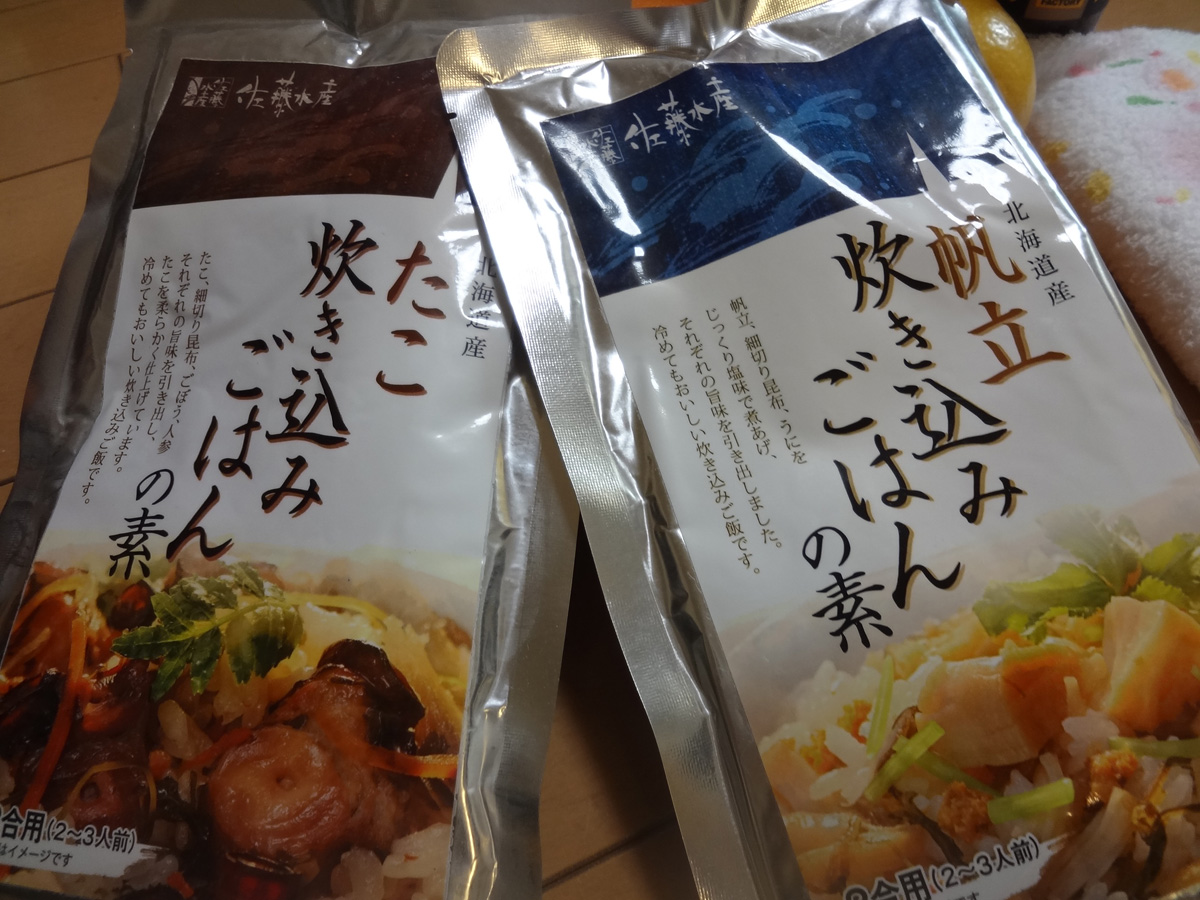 佐藤水産
佐藤水産
北海道産
たこ
炊き込み
ごはん
の素
たこ、細切り昆布、ごぼう、人参
それぞれの旨味を引き出し、
たこを柔らかく仕上げています。
冷めてもおいしい炊き込みご飯です。
合用(2〜3人前)
はイメージです
佐藤
佐藤水産
北海道産
帆立
炊き込み
ごはん
の素
帆立、細切り昆布、うにを
じっくり塩味で煮あげ、
それぞれの旨味を引き出しました。
冷めてもおいしい炊き込みご飯です。
2合用(2〜3人前)
FACTORY